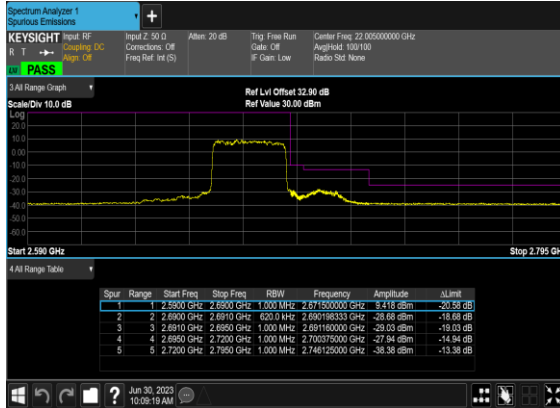 Spectrum Analyzer 1
Spurious Emissions
+
KEYSIGHT Input: RF Input Z: 50 Ω Atten: 20 dB Trig: Free Run Center Freq: 22.005000000 GHz
R T Coupling: DC Corrections: Off Gate: Off Avg|Hold: 100/100
Align: Off Freq Ref: Int (S) IF Gain: Low Radio Std: None
PASS
3 All Range Graph
Ref Lvl Offset 32.90 dB
Scale/Div 10.0 dB Ref Value 30.00 dBm
Log
20.0
10.0
0.00
-10.0
-20.0
-30.0
-40.0
-50.0
-60.0
Start 2.590 GHz Stop 2.795 GH
4 All Range Table
Spur Range Start Freq Stop Freq RBW Frequency Amplitude ΔLimit
1 1 2.5900 GHz 2.6900 GHz 1.000 MHz 2.671500000 GHz 9.418 dBm -20.58 dB
2 2 2.6900 GHz 2.6910 GHz 620.0 kHz 2.690198333 GHz -28.68 dBm -18.68 dB
3 3 2.6910 GHz 2.6950 GHz 1.000 MHz 2.691160000 GHz -29.03 dBm -19.03 dB
4 4 2.6950 GHz 2.7200 GHz 1.000 MHz 2.700375000 GHz -27.94 dBm -14.94 dB
5 5 2.7200 GHz 2.7950 GHz 1.000 MHz 2.746125000 GHz -38.38 dBm -13.38 dB
?
Jun 30, 2023
10:09:19 AM